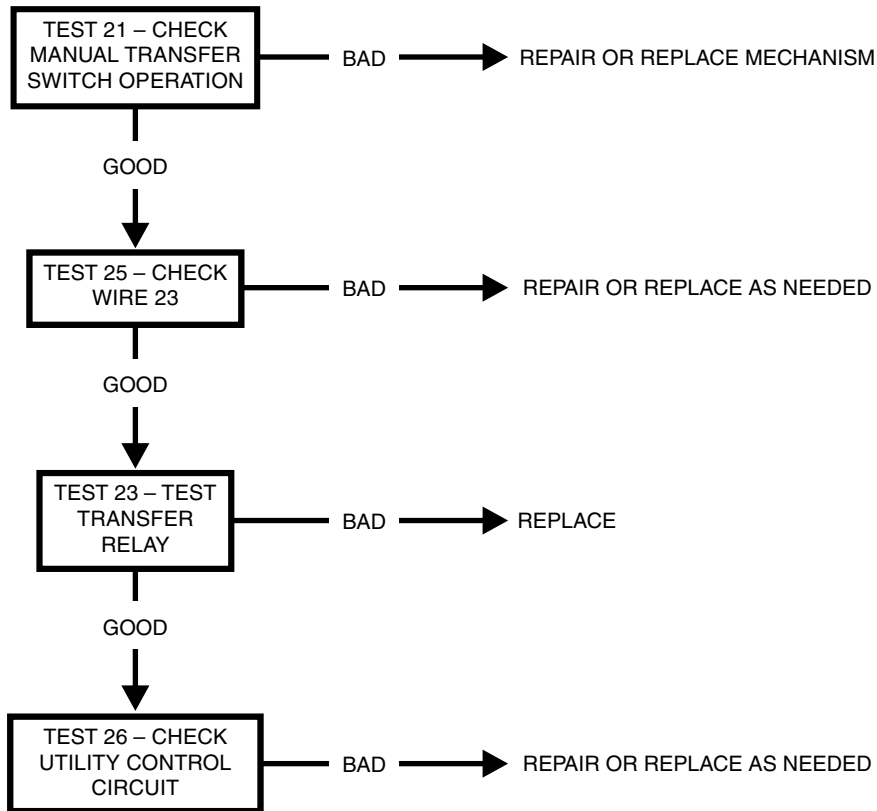 TEST 21 – CHECK
MANUAL TRANSFER
SWITCH OPERATION
BAD
REPAIR OR REPLACE MECHANISM
GOOD
TEST 25 – CHECK
WIRE 23
BAD
REPAIR OR REPLACE AS NEEDED
GOOD
TEST 23 – TEST
TRANSFER
RELAY
BAD
REPLACE
GOOD
TEST 26 – CHECK
UTILITY CONTROL
CIRCUIT
BAD
REPAIR OR REPLACE AS NEEDED